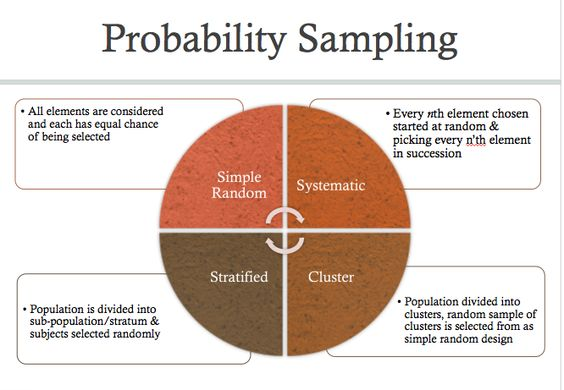 Probability Sampling
• All elements are considered
and each has equal chance
of being selected
• Every nth element chosen
started at random &
picking every n'th element
in succession
Simple
Random
Systematic
Stratified
Cluster
• Population is divided into
sub-population/stratum &
subjects selected randomly
• Population divided into
clusters, random sample of
clusters is selected from as
simple random design